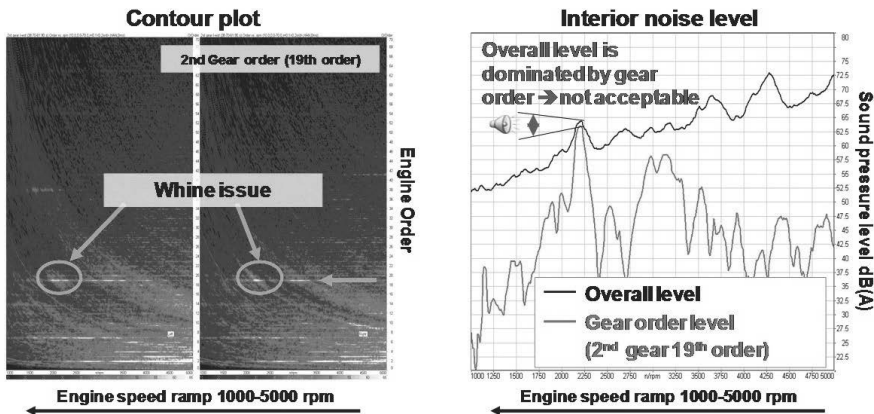 Contour plot
2nd Gear order (19th order)
Whine issue
Engine Order
Engine speed ramp 1000-5000 rpm
Interior noise level
Overall level is
dominated by gear
order → not acceptable
80
75
72.5
70
67.5
65
62.5
60
57.5
55
52.5
50
47.5
45
42.5
40
37.5
35
32.5
30
27.5
25
22.5
Sound pressure level dB(A)
Overall level
Gear order level
(2nd gear 19th order)
1000 1250 1500 1750 2000 2250 2500 2750 n/rpm 3250 3500 3750 4000 4250 4500 4750 5000
Engine speed ramp 1000-5000 rpm